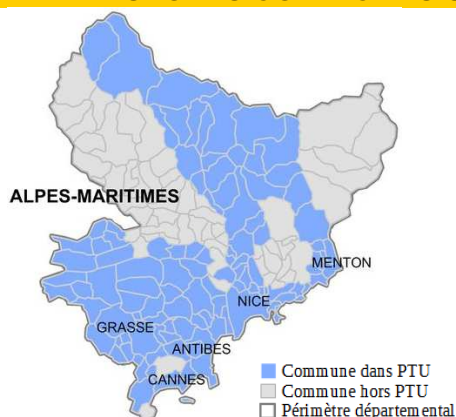 ALPES-MARITIMES
MENTON
NICE
GRASSE
ANTIBES
CANNES
Commune dans PTU
Commune hors PTU
Périmètre départemental